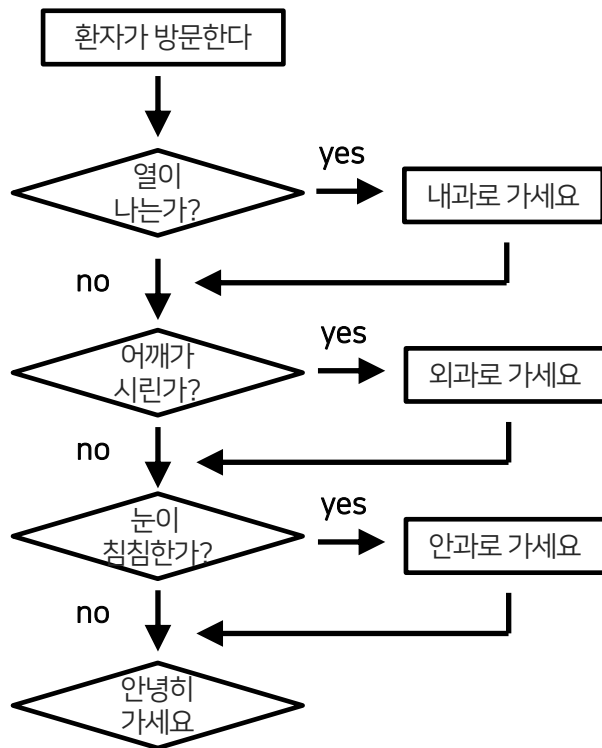 환자가 방문한다
열이
나는가?
yes
내과로 가세요
no
어깨가
시린가?
yes
외과로 가세요
no
눈이
침침한가?
yes
안과로 가세요
no
안녕히
가세요